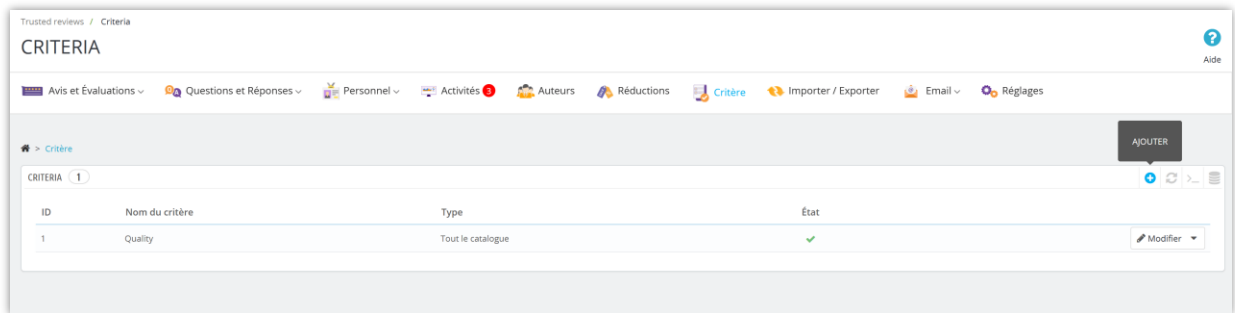 Trusted reviews / Criteria
CRITERIA
Aide
Avis et Évaluations Questions et Réponses Personnel Activités 3 Auteurs Réductions Critère Importer / Exporter Email Réglages
AJOUTER
> Critère
CRITERIA 1
ID Nom du critère Type État
1 Quality Tout le catalogue Modifier